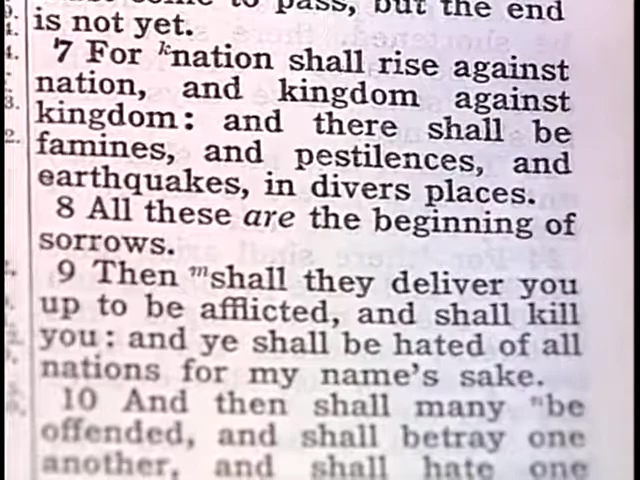 pass, but the end
is not yet.
7 For ᵏnation shall rise against
nation, and kingdom against
kingdom: and there shall be
famines, and pestilences, and
earthquakes, in divers places.
8 All these are the beginning of
sorrows.
9 Then ᵐshall they deliver you
up to be afflicted, and shall kill
you: and ye shall be hated of all
nations for my name's sake.
10 And then shall many ⁿbe
offended, and shall betray one
another, and shall hate one